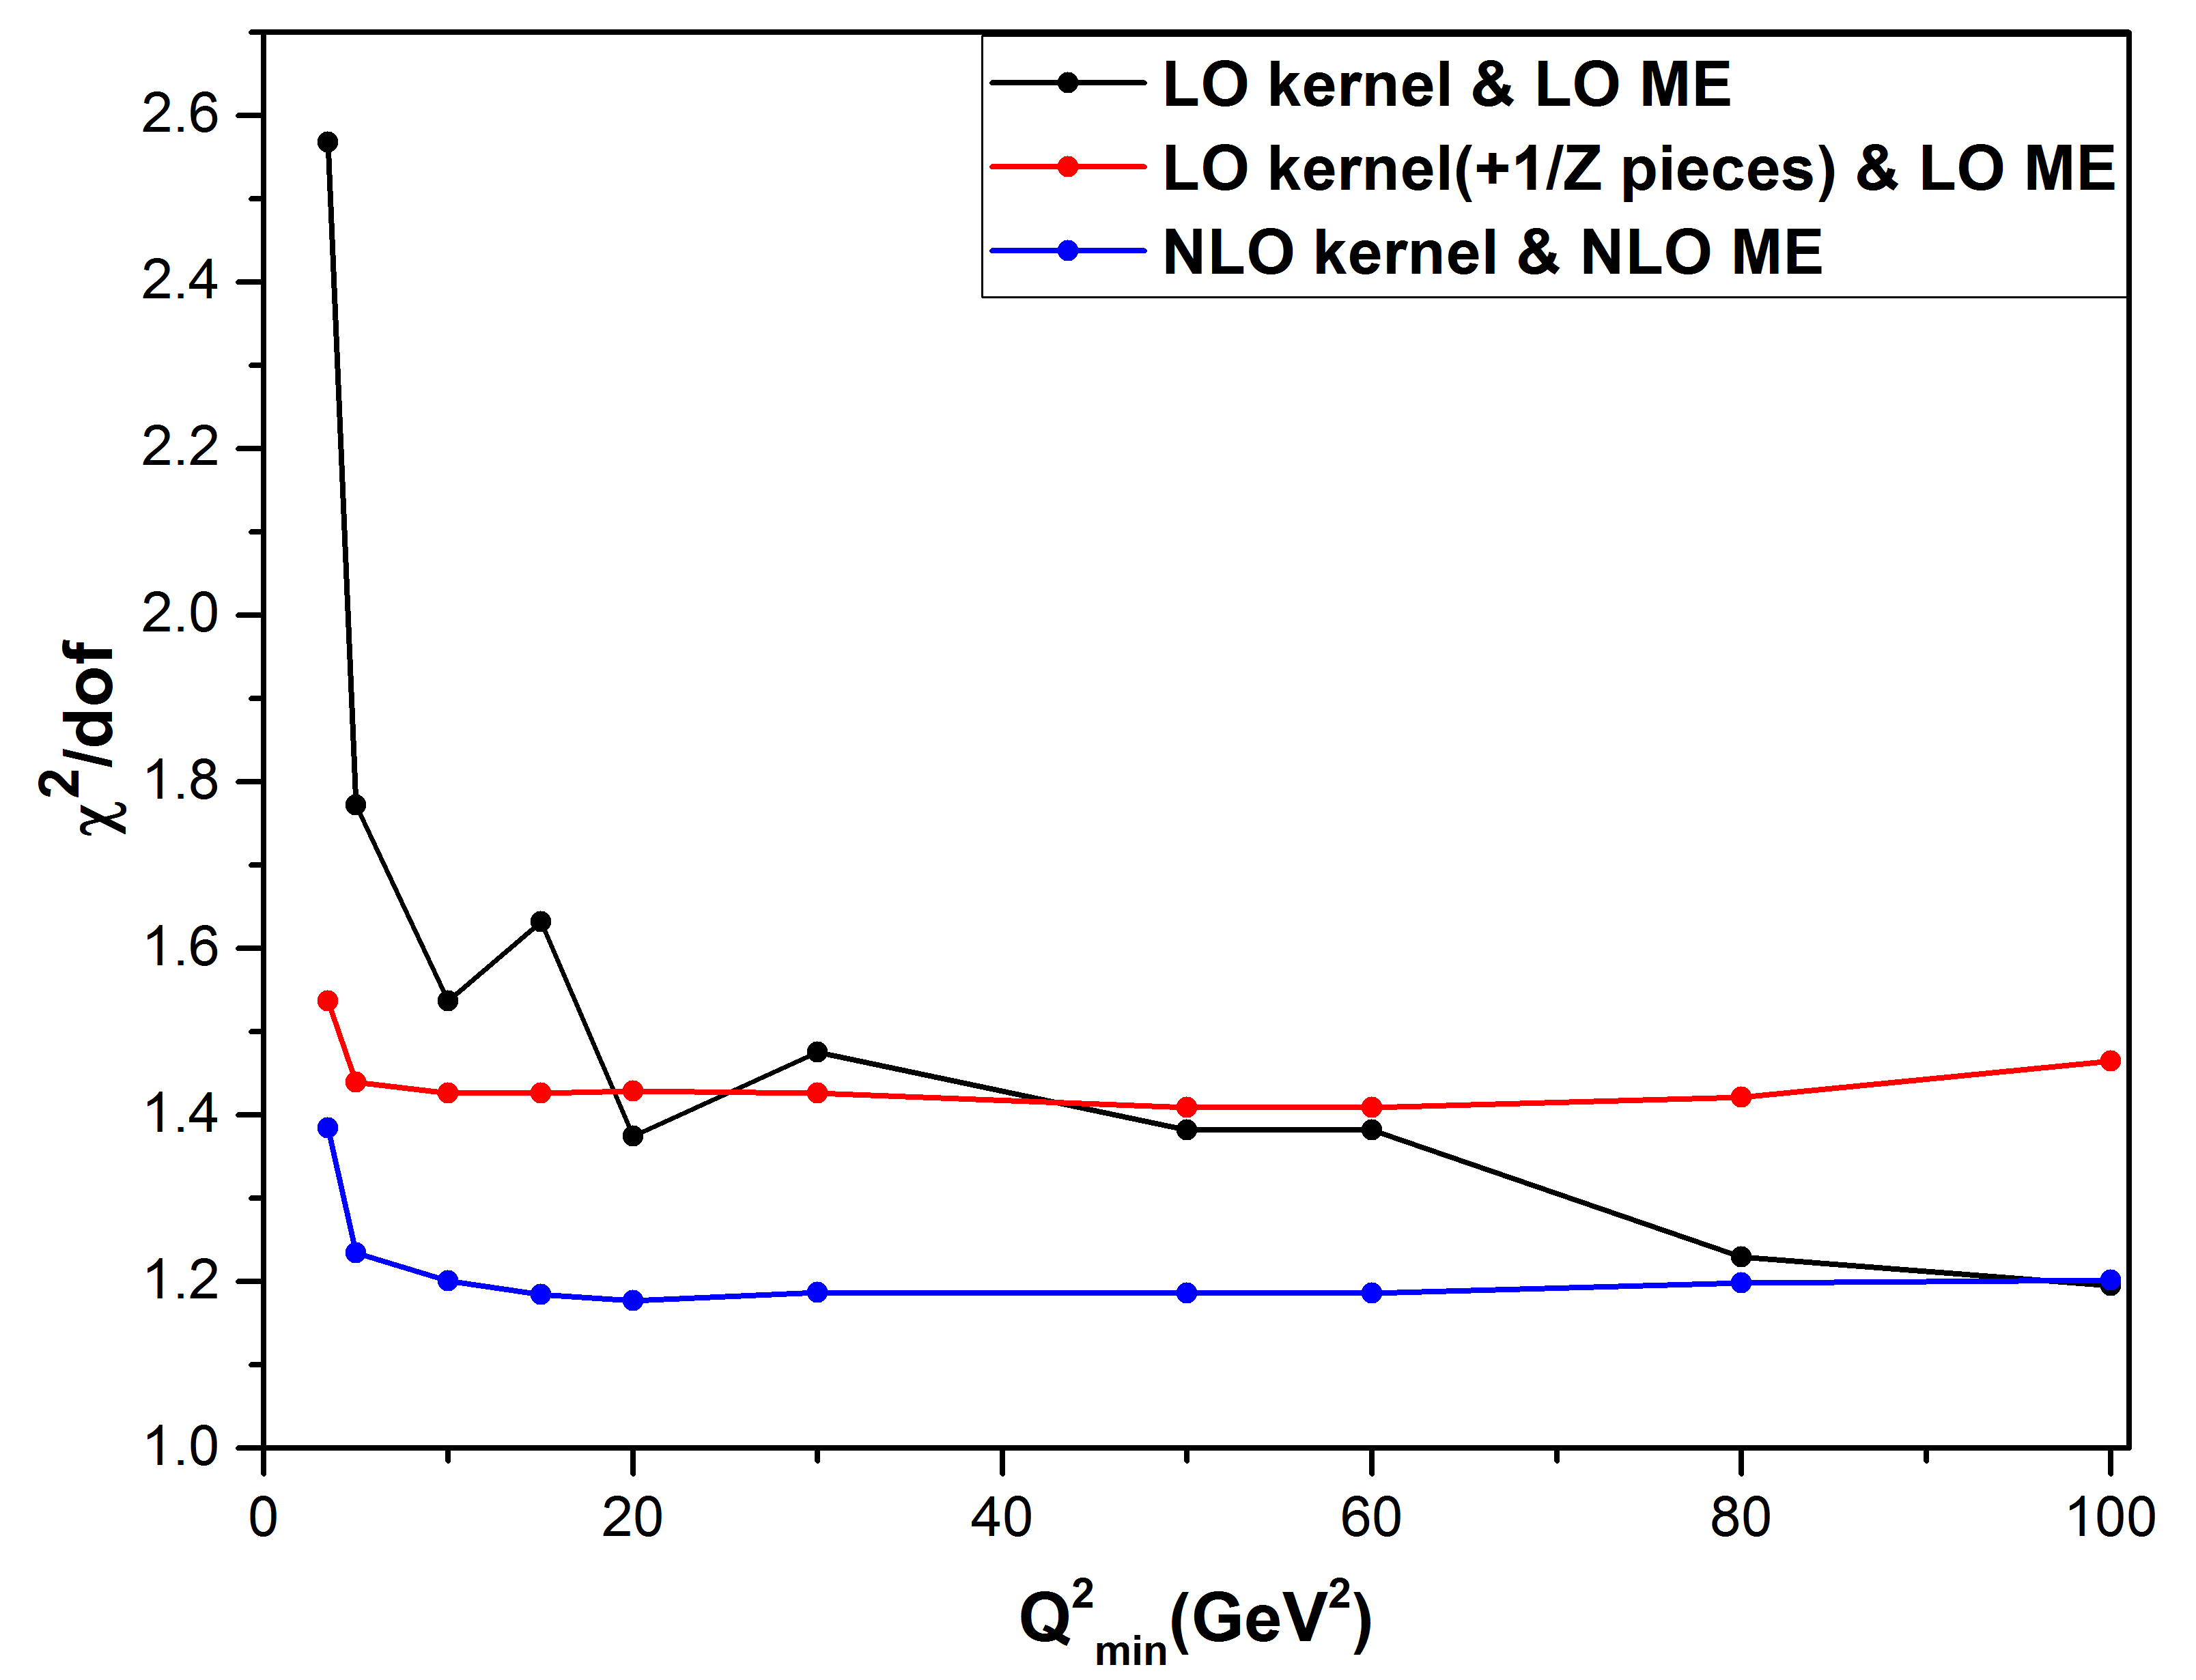 LO kernel & LO ME
LO kernel(+1/Z pieces) & LO ME
NLO kernel & NLO ME
2.6
2.4
2.2
2.0
1.8
1.6
1.4
1.2
1.0
χ²/dof
0 20 40 60 80 100
Q²min(GeV²)